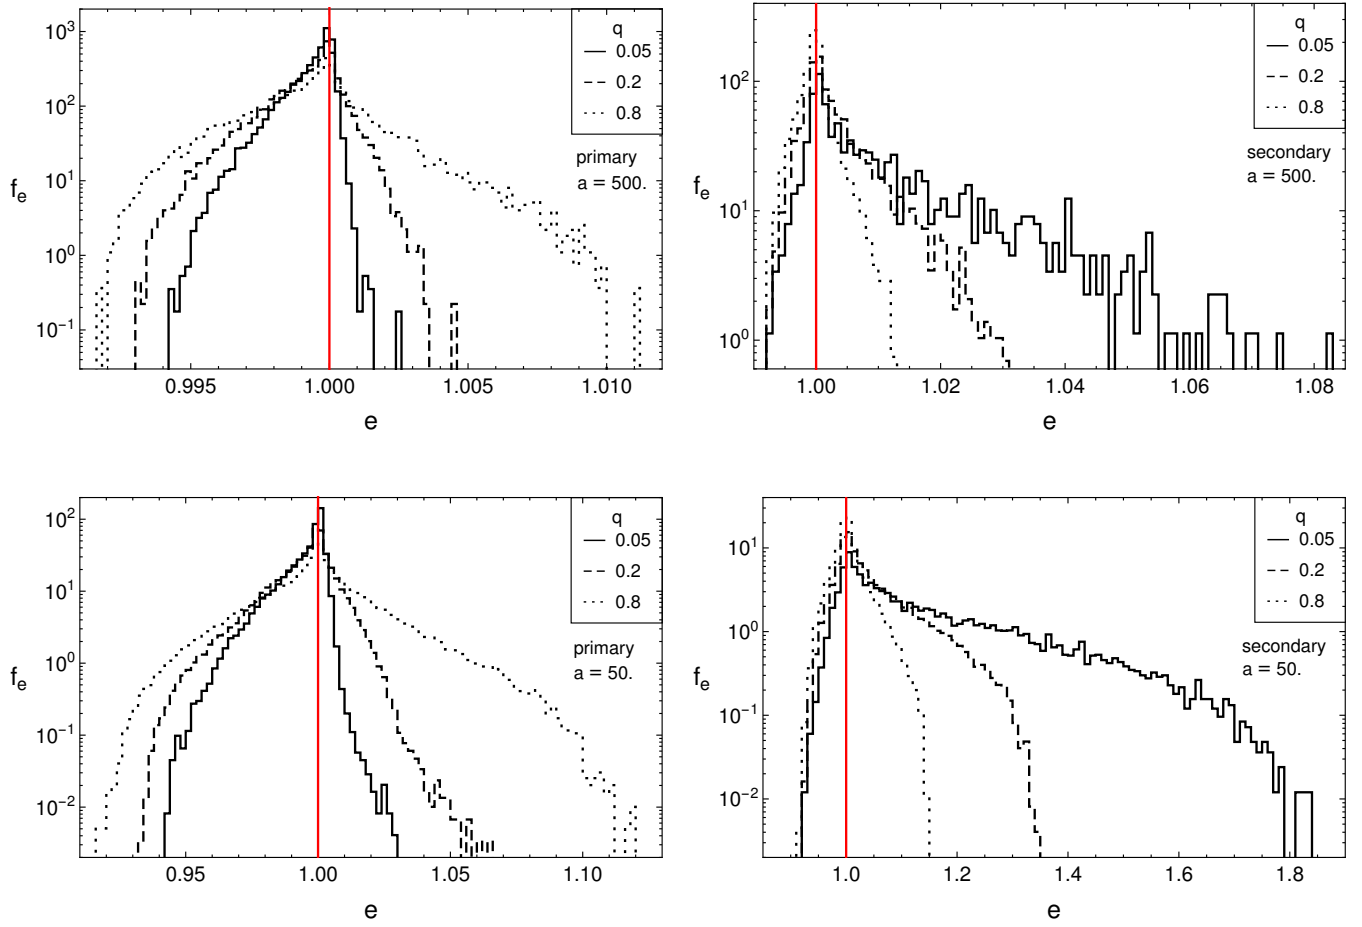 10³
10²
10¹
10⁰
10⁻¹
fₑ
q
0.05
0.2
0.8
primary
a = 500.
0.995
1.000
1.005
1.010
e
10²
10¹
10⁰
fₑ
q
0.05
0.2
0.8
secondary
a = 500.
1.00
1.02
1.04
1.06
1.08
e
10²
10¹
10⁰
10⁻¹
10⁻²
fₑ
q
0.05
0.2
0.8
primary
a = 50.
0.95
1.00
1.05
1.10
e
10¹
10⁰
10⁻¹
10⁻²
fₑ
q
0.05
0.2
0.8
secondary
a = 50.
1.0
1.2
1.4
1.6
1.8
e